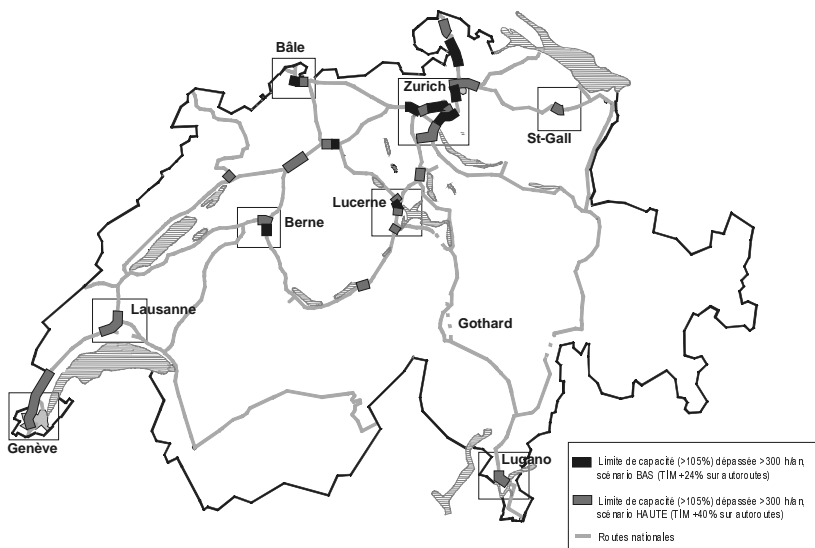 Bâle
Zurich
St-Gall
Lucerne
Berne
Lausanne
Gothard
Genève
Lugano
Limite de capacité (>105%) dépassée >300 h/an,
scénario BAS (TIM +24% sur autoroutes)
Limite de capacité (>105%) dépassée >300 h/an,
scénario HAUTE (TIM +40% sur autoroutes)
Routes nationales